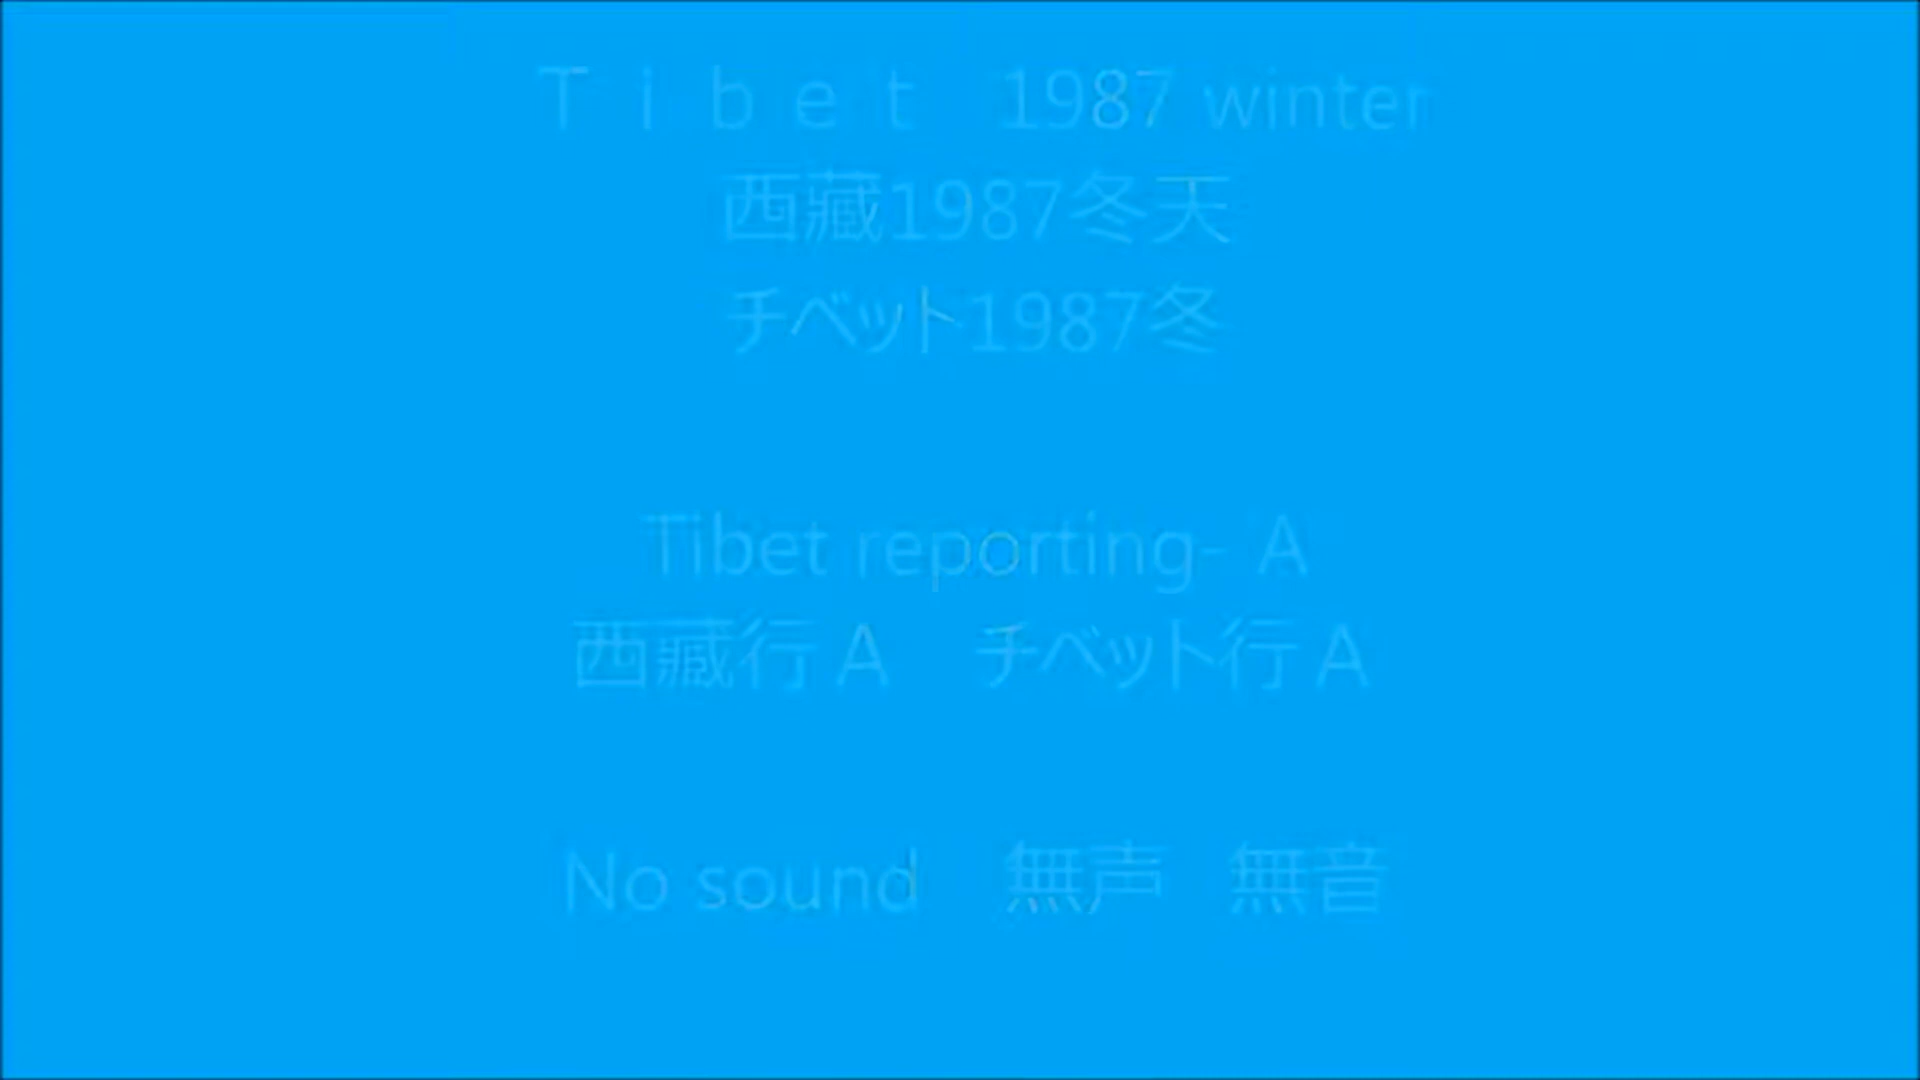 Ｔｉｂｅｔ　1987 winter
西藏1987冬天
チベット1987冬
Tibet reporting- A
西藏行 A　チベット行 A
No sound　無声　無音